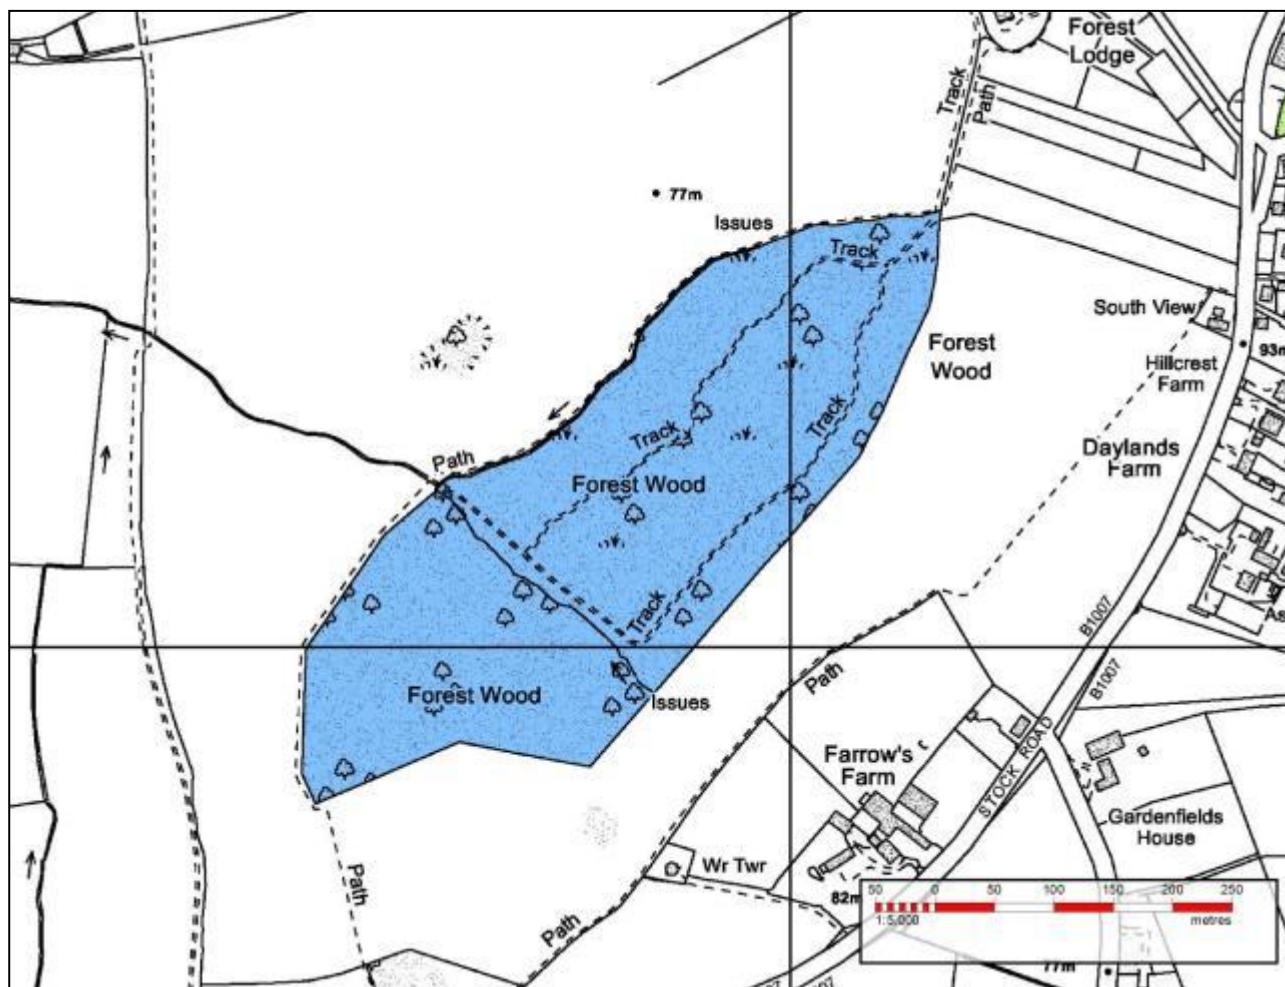 Forest
Lodge
Track
Path
77m
Issues
Track
South View
Forest
Wood
93m
Hillcrest
Farm
Track
Track
Daylands
Farm
Path
Forest Wood
Track
B1007
B1007
Path
Forest Wood
Issues
STOCK ROAD
Farrow's
Farm
Gardenfields
House
Wr Twr
Path
Path
82m
50 0 50 100 150 200 250
1:5,000 metres
77m